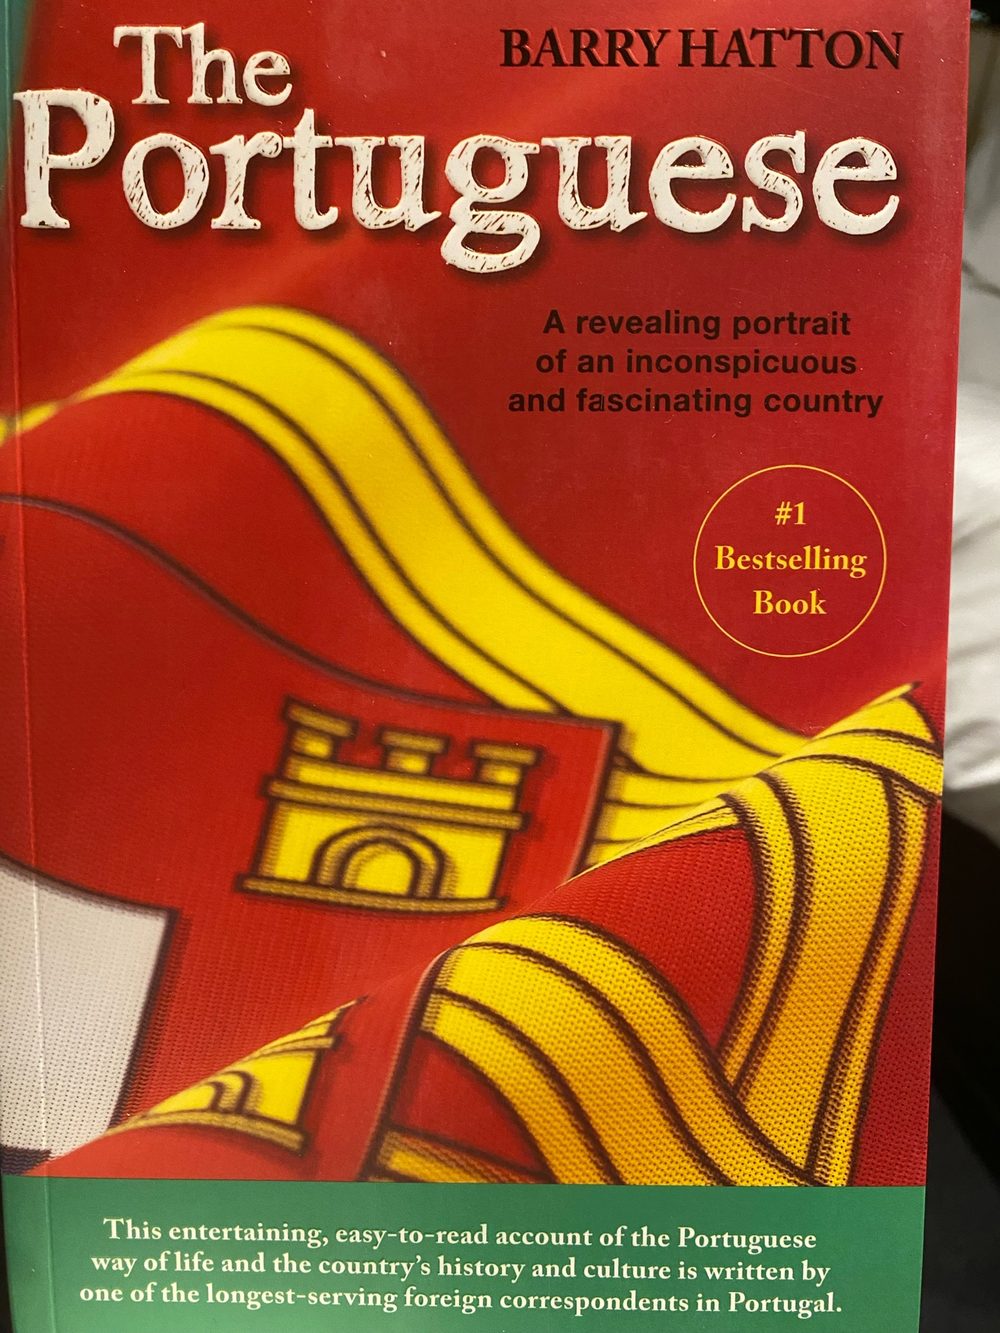 BARRY HATTON
The
Portuguese
A revealing portrait
of an inconspicuous
and fascinating country
#1
Bestselling
Book
This entertaining, easy-to-read account of the Portuguese
way of life and the country's history and culture is written by
one of the longest-serving foreign correspondents in Portugal.